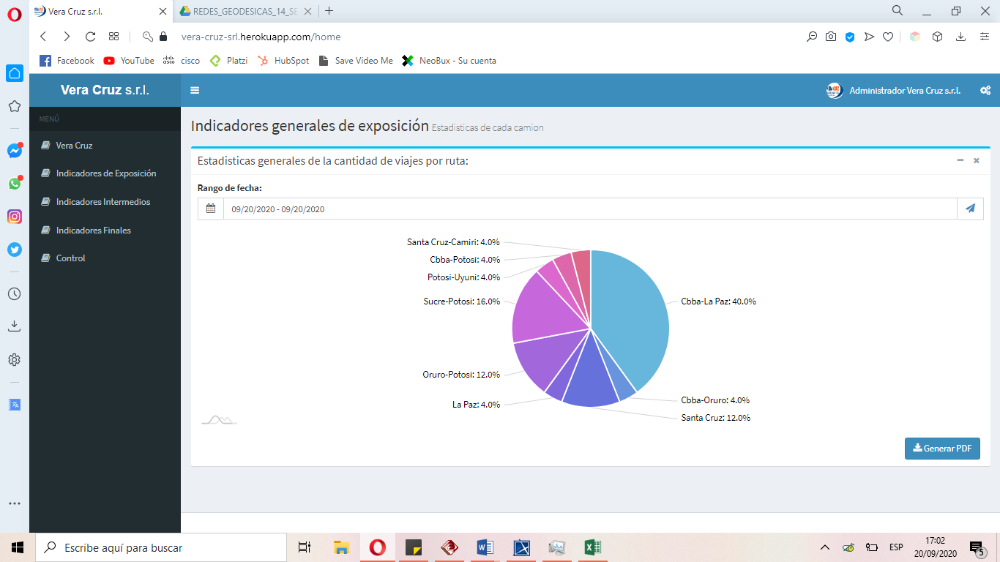 Vera Cruz s.r.l.
REDES_GEODESICAS_14_SE
vera-cruz-srl.herokuapp.com/home
Facebook
YouTube
cisco
Platzi
HubSpot
Save Video Me
NeoBux - Su cuenta
Vera Cruz s.r.l.
Administrador Vera Cruz s.r.l.
MENÚ
Vera Cruz
Indicadores de Exposición
Indicadores Intermedios
Indicadores Finales
Control
Indicadores generales de exposición Estadisticas de cada camion
Estadisticas generales de la cantidad de viajes por ruta:
Rango de fecha:
09/20/2020 - 09/20/2020
Santa Cruz-Camiri: 4.0%
Cbba-Potosi: 4.0%
Potosi-Uyuni: 4.0%
Sucre-Potosi: 16.0%
Oruro-Potosi: 12.0%
La Paz: 4.0%
Cbba-La Paz: 40.0%
Cbba-Oruro: 4.0%
Santa Cruz: 12.0%
Generar PDF
Escribe aquí para buscar
ESP
17:02
20/09/2020
5